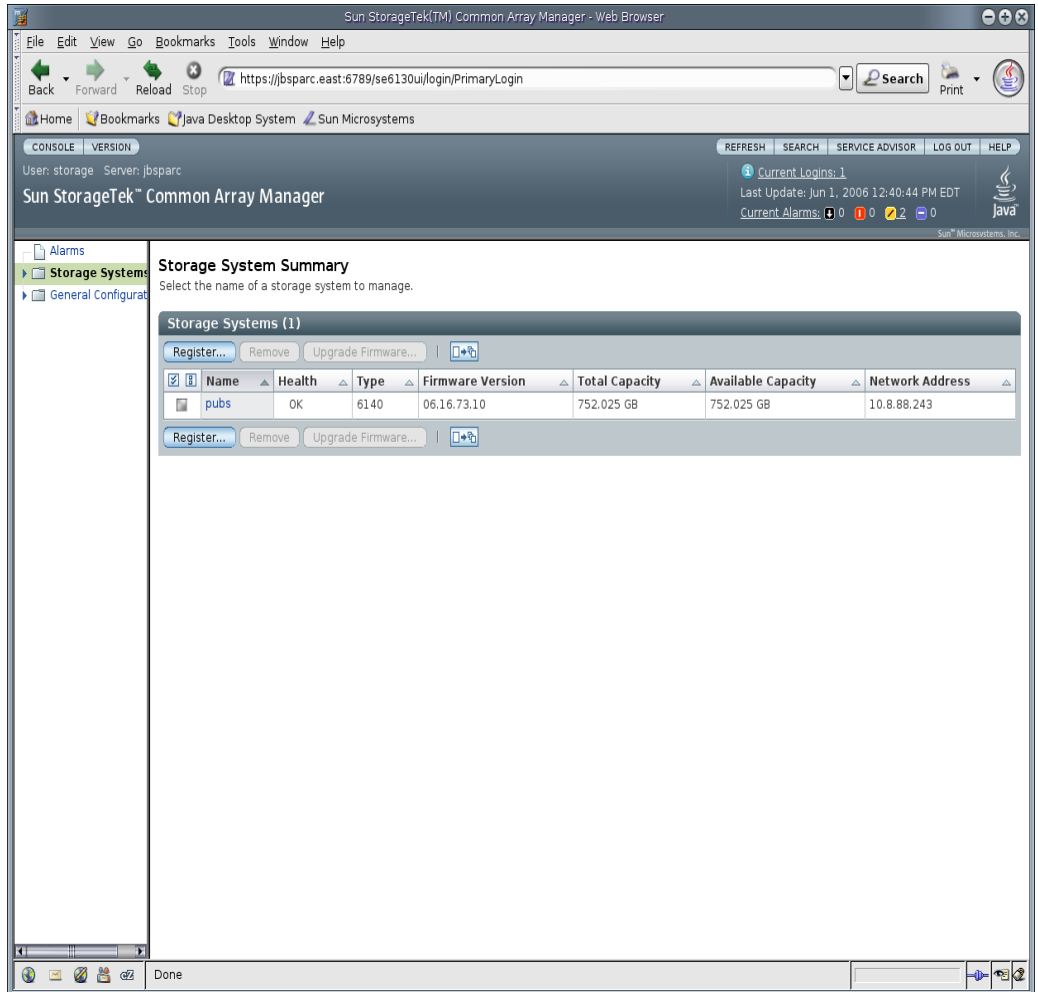 Sun StorageTek(TM) Common Array Manager - Web Browser
File Edit View Go Bookmarks Tools Window Help
Back Forward Reload Stop https://jbsparc.east:6789/se6130ui/login/PrimaryLogin Search Print
Home Bookmarks Java Desktop System Sun Microsystems
CONSOLE VERSION REFRESH SEARCH SERVICE ADVISOR LOG OUT HELP
User: storage Server: jbsparc
Current Logins: 1
Sun StorageTek™ Common Array Manager
Last Update: Jun 1, 2006 12:40:44 PM EDT
Current Alarms: 0 0 2 0
Java™
Sun™ Microsystems, Inc.
Alarms
Storage Systems
General Configurat
Storage System Summary
Select the name of a storage system to manage.
Storage Systems (1)
Register... Remove Upgrade Firmware...
Name Health Type Firmware Version Total Capacity Available Capacity Network Address
pubs OK 6140 06.16.73.10 752.025 GB 752.025 GB 10.8.88.243
Register... Remove Upgrade Firmware...
Done